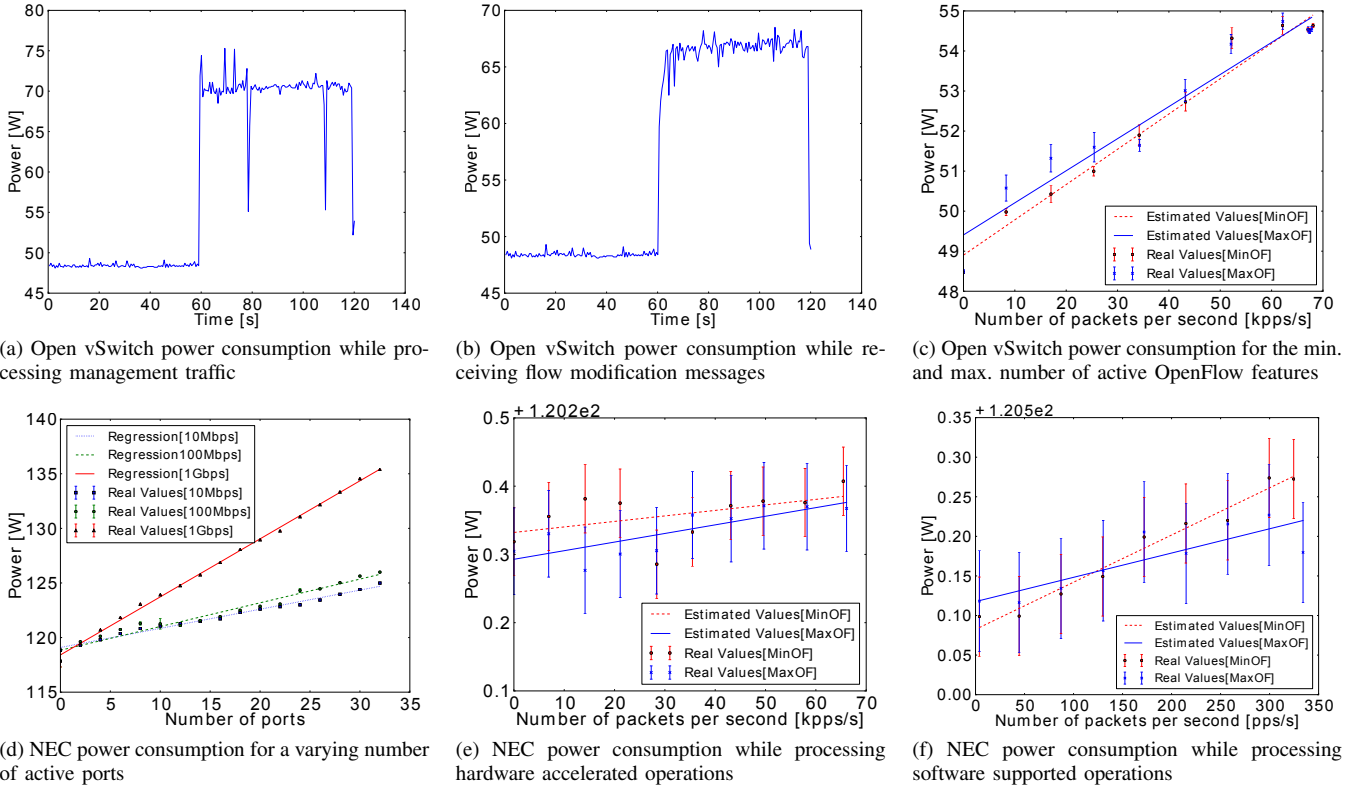 80
75
70
65
60
55
50
45
0 20 40 60 80 100 120 140
Power [W]
Time [s]
(a) Open vSwitch power consumption while pro-
cessing management traffic
70
65
60
55
50
45
0 20 40 60 80 100 120 140
Power [W]
Time [s]
(b) Open vSwitch power consumption while re-
ceiving flow modification messages
55
54
53
52
51
50
49
48
0 10 20 30 40 50 60 70
Power [W]
Number of packets per second [kpps/s]
Estimated Values[MinOF]
Estimated Values[MaxOF]
Real Values[MinOF]
Real Values[MaxOF]
(c) Open vSwitch power consumption for the min.
and max. number of active OpenFlow features
140
135
130
125
120
115
0 5 10 15 20 25 30 35
Power [W]
Number of ports
Regression[10Mbps]
Regression100Mbps]
Regression[1Gbps]
Real Values[10Mbps]
Real Values[100Mbps]
Real Values[1Gbps]
(d) NEC power consumption for a varying number
of active ports
+ 1.202e2
0.5
0.4
0.3
0.2
0.1
0 10 20 30 40 50 60 70
Power [W]
Number of packets per second [kpps/s]
Estimated Values[MinOF]
Estimated Values[MaxOF]
Real Values[MinOF]
Real Values[MaxOF]
(e) NEC power consumption while processing
hardware accelerated operations
+ 1.205e2
0.35
0.30
0.25
0.20
0.15
0.10
0.05
0.00
0 50 100 150 200 250 300 350
Power [W]
Number of packets per second [pps/s]
Estimated Values[MinOF]
Estimated Values[MaxOF]
Real Values[MinOF]
Real Values[MaxOF]
(f) NEC power consumption while processing
software supported operations